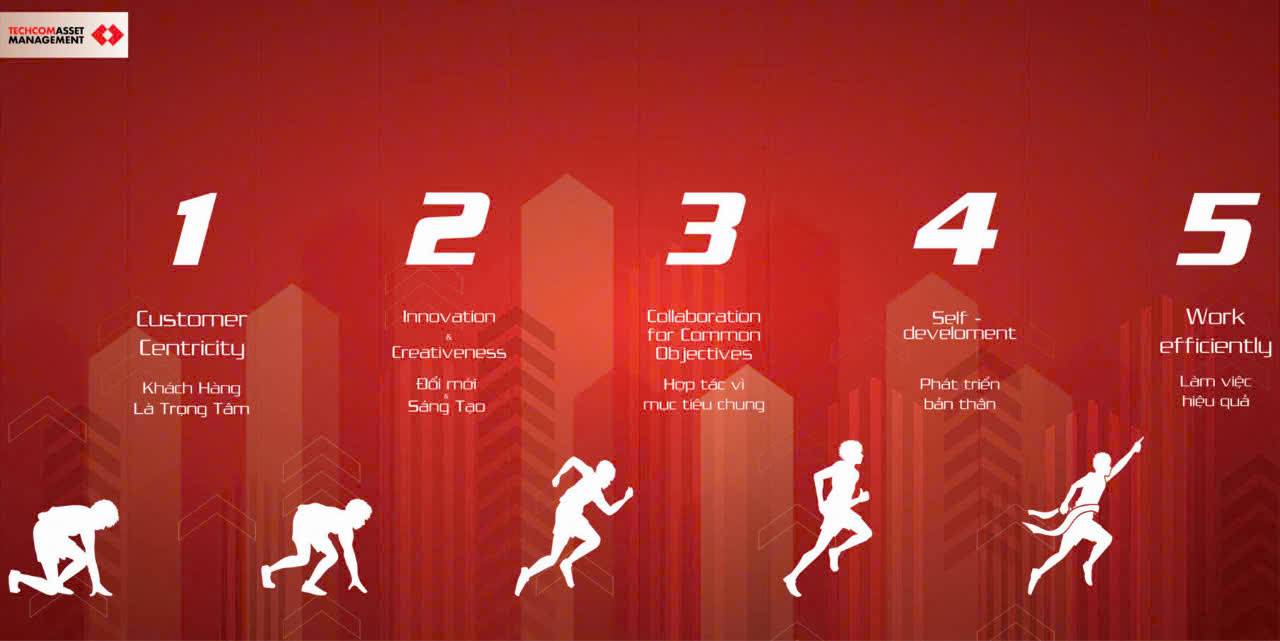 TECHCOMASSET
MANAGEMENT
1
Customer
Centricity
Khách Hàng
Là Trọng Tâm
2
Innovation
&
Creativeness
Đổi mới
&
Sáng Tạo
3
Collaboration
for Common
Objectives
Hợp tác vì
mục tiêu chung
4
Self -
develoment
Phát triển
bản thân
5
Work
efficiently
Làm việc
hiệu quả